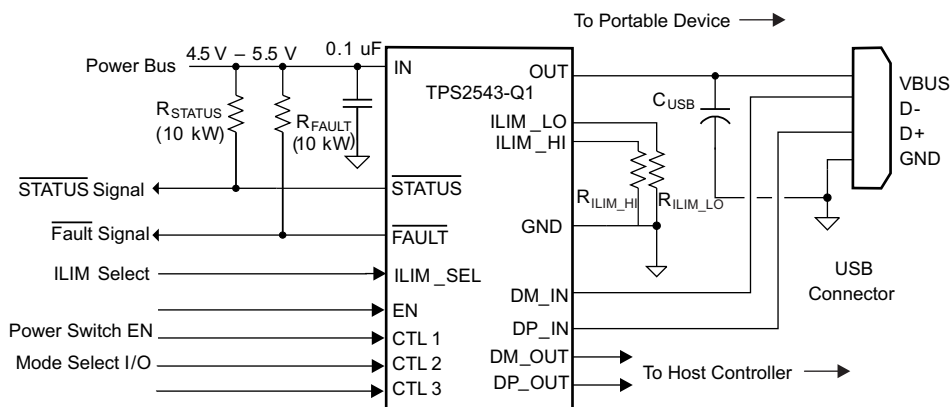 To Portable Device
4.5 V – 5.5 V
0.1 uF
Power Bus
IN
OUT
TPS2543-Q1
VBUS
D-
D+
GND
CUSB
RSTATUS
(10 kW)
RFAULT
(10 kW)
ILIM_LO
ILIM_HI
RILIM_HI
RILIM_LO
STATUS Signal
STATUS
Fault Signal
FAULT
GND
ILIM Select
ILIM_SEL
USB
Connector
DM_IN
EN
Power Switch EN
CTL 1
DP_IN
Mode Select I/O
CTL 2
DM_OUT
To Host Controller
CTL 3
DP_OUT